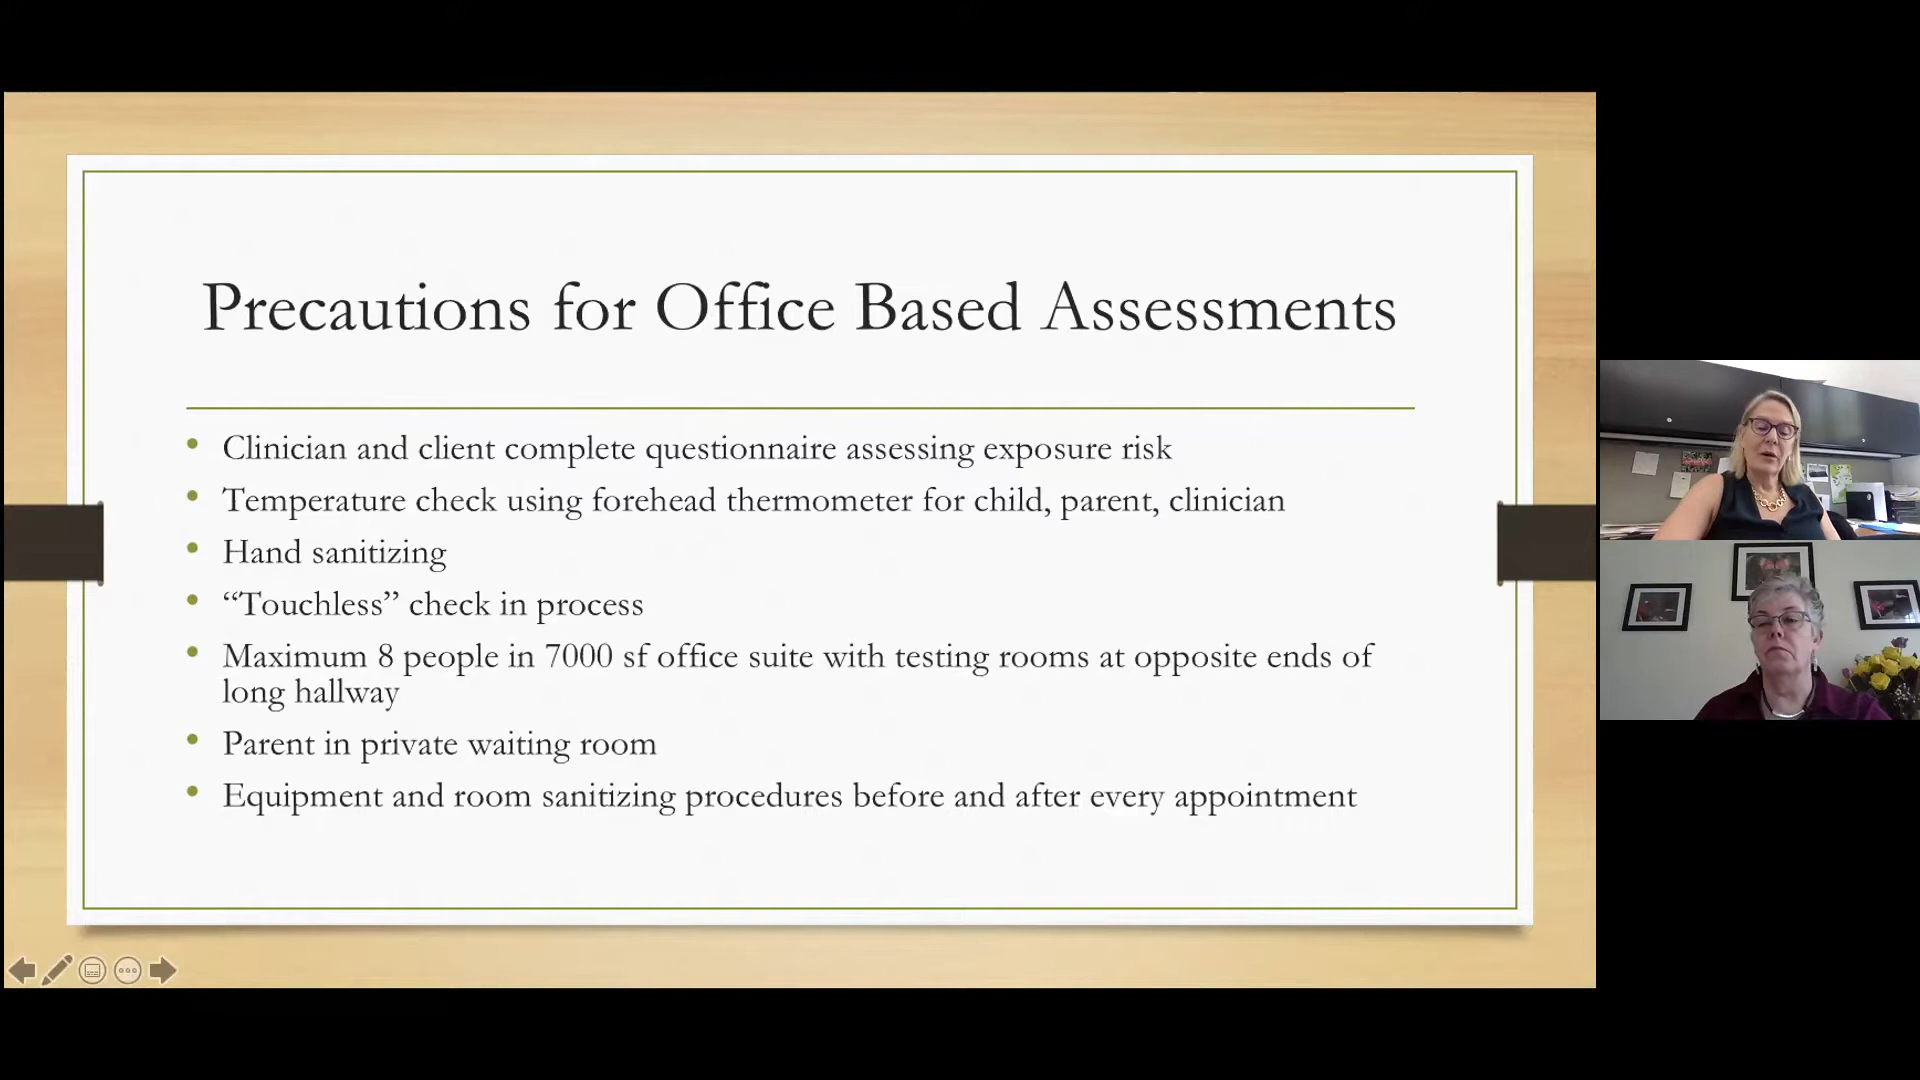 Precautions for Office Based Assessments
Clinician and client complete questionnaire assessing exposure risk
Temperature check using forehead thermometer for child, parent, clinician
Hand sanitizing
“Touchless” check in process
Maximum 8 people in 7000 sf office suite with testing rooms at opposite ends of
long hallway
Parent in private waiting room
Equipment and room sanitizing procedures before and after every appointment